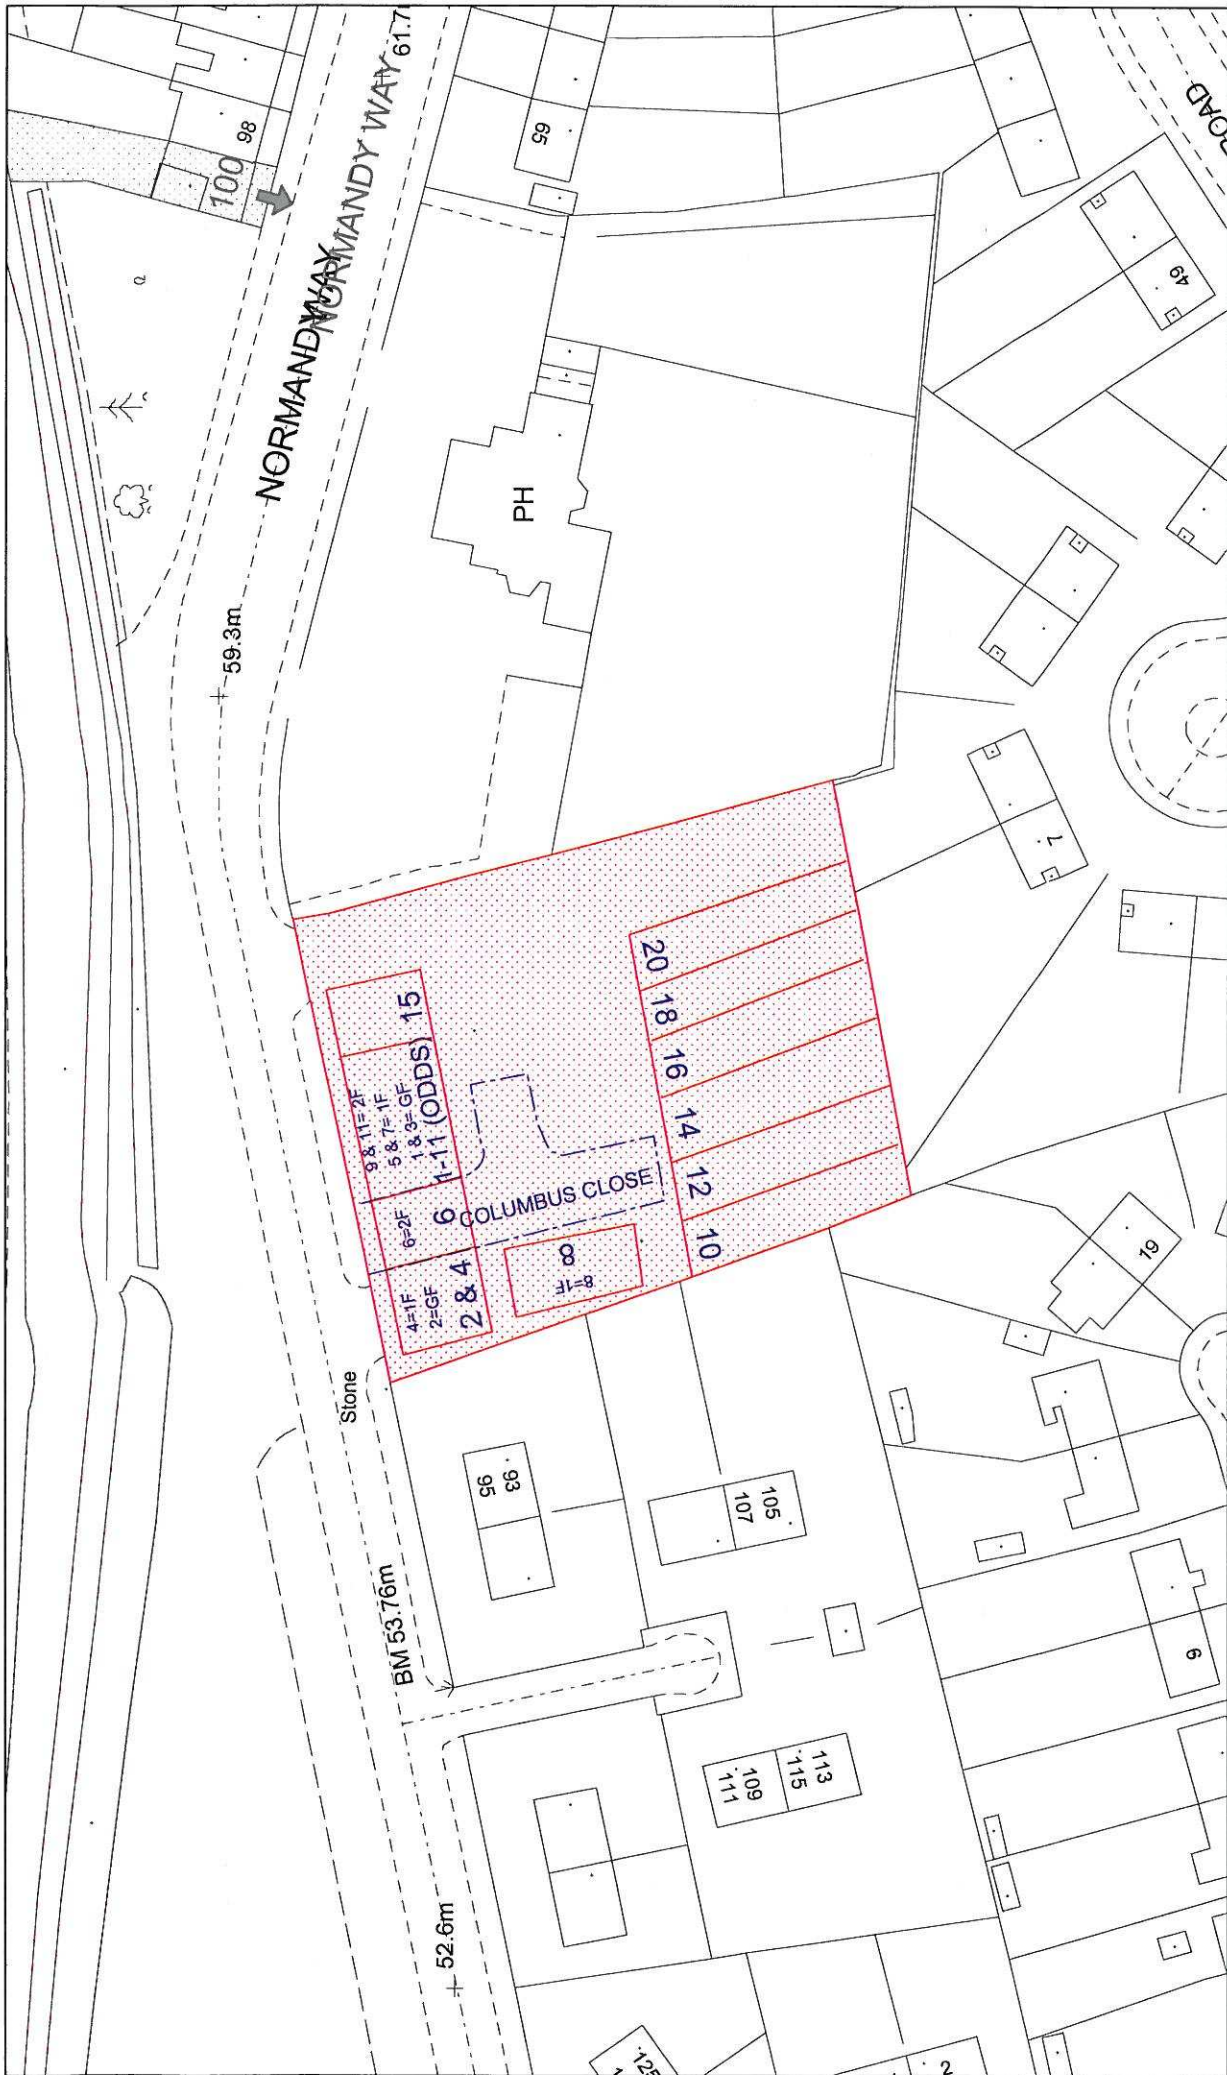 61.7
NORMANDY WAY
NORMANDY WAY
98
100
65
49
PH
59.3m
7
20
18
16
14
12
10
15
9 & 11= 2F
5 & 7= 1F
1 & 3= GF
1-11 (ODDS)
6=2F
6
COLUMBUS CLOSE
4=1F
2=GF
2 & 4
8
8=1F
19
Stone
93
95
105
107
BM 53.76m
113
115
109
111
52.6m
2